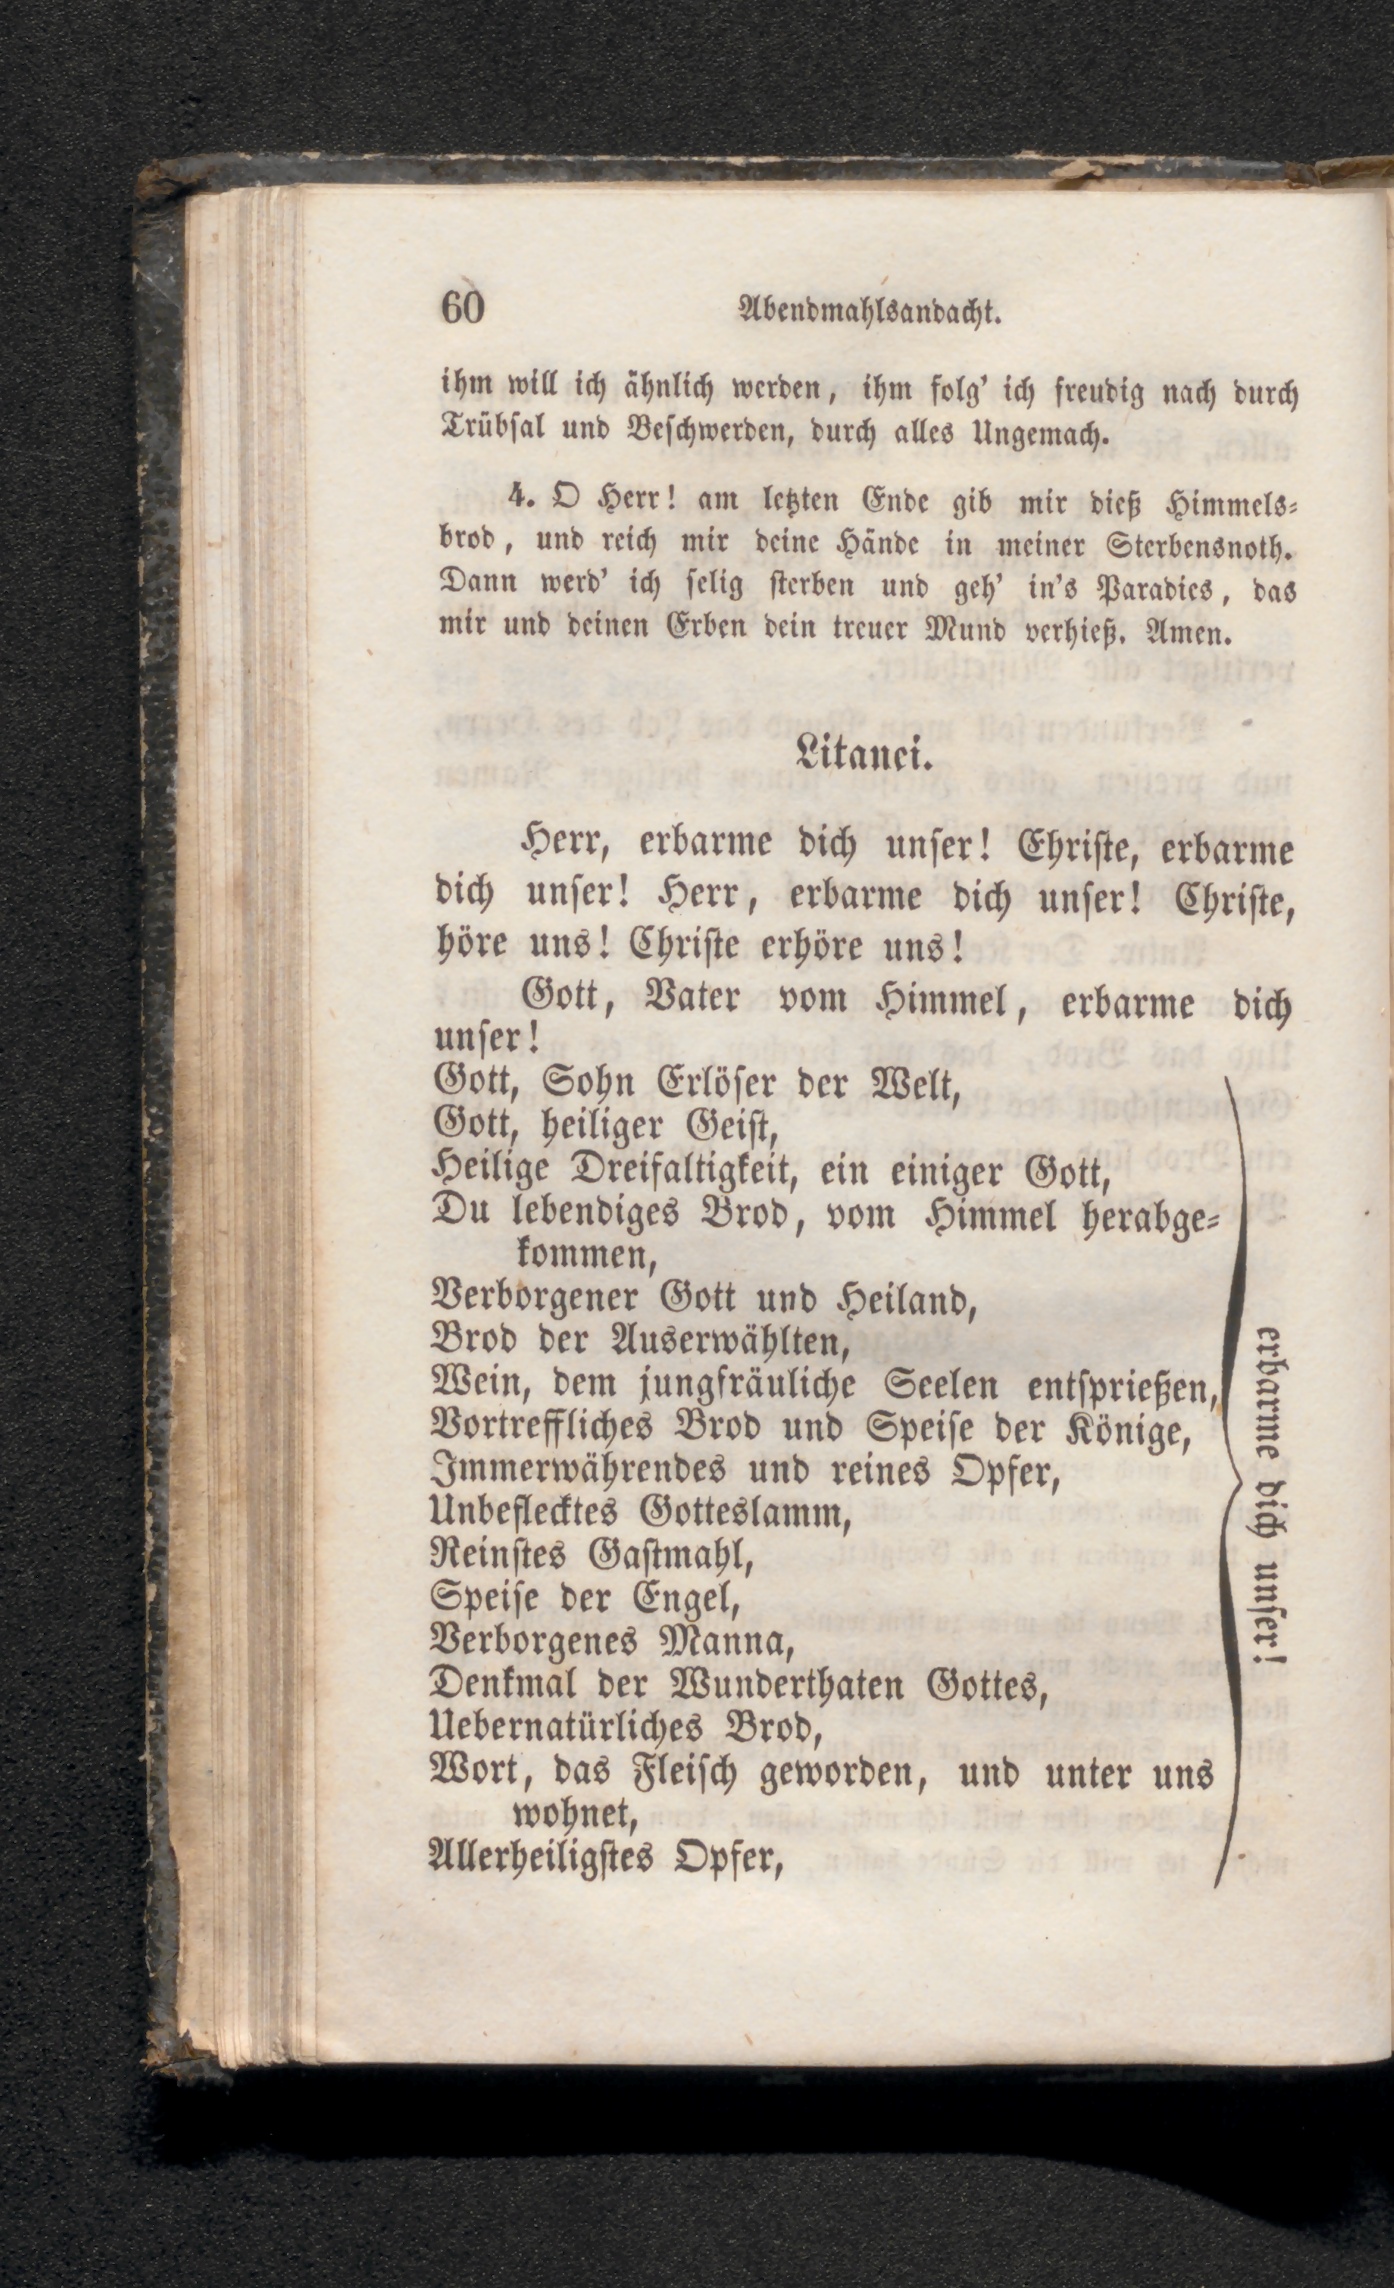 60 Abendmahlsandacht.
ihm will ich ähnlich werden, ihm folg' ich freudig nach durch
Trübsal und Beschwerden, durch alles Ungemach.
4. O Herr! am letzten Ende gib mir dieß Himmels-
brod, und reich mir deine Hände in meiner Sterbensnoth.
Dann werd' ich selig sterben und geh' in's Paradies, das
mir und deinen Erben dein treuer Mund verhieß. Amen.
Litanei.
Herr, erbarme dich unser! Christe, erbarme
dich unser! Herr, erbarme dich unser! Christe,
höre uns! Christe erhöre uns!
Gott, Vater vom Himmel, erbarme dich
unser!
Gott, Sohn Erlöser der Welt,
Gott, heiliger Geist,
Heilige Dreifaltigkeit, ein einiger Gott,
Du lebendiges Brod, vom Himmel herabge-
kommen,
Verborgener Gott und Heiland,
Brod der Auserwählten,
Wein, dem jungfräuliche Seelen entsprießen,
Vortreffliches Brod und Speise der Könige,
Immerwährendes und reines Opfer,
Unbeflecktes Gotteslamm,
Reinstes Gastmahl,
Speise der Engel,
Verborgenes Manna,
Denkmal der Wunderthaten Gottes,
Uebernatürliches Brod,
Wort, das Fleisch geworden, und unter uns
wohnet,
Allerheiligstes Opfer,
erbarme dich unser!